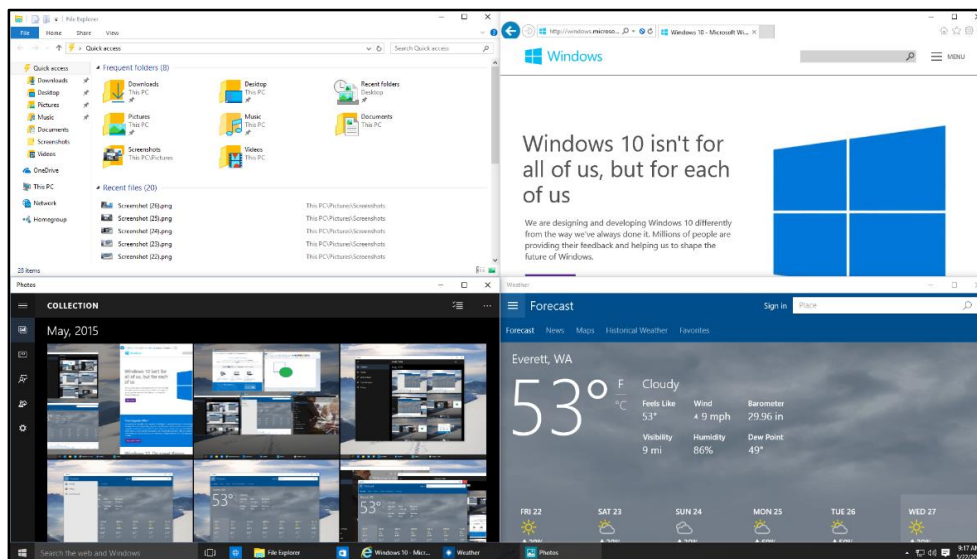 File Explorer
File Home Share View
Quick access
Search Quick access
Quick access
Downloads
Desktop
Pictures
Music
Documents
Screenshots
Videos
OneDrive
This PC
Network
Homegroup
Frequent folders (8)
Downloads
This PC
Desktop
This PC
Recent folders
Desktop
Pictures
This PC
Music
This PC
Documents
This PC
Screenshots
This PC\Pictures
Videos
This PC
Recent files (20)
Screenshot (26).png This PC\Pictures\Screenshots
Screenshot (25).png This PC\Pictures\Screenshots
Screenshot (24).png This PC\Pictures\Screenshots
Screenshot (23).png This PC\Pictures\Screenshots
Screenshot (22).png This PC\Pictures\Screenshots
http://windows.microso...
Windows 10 - Microsoft Wi...
Windows
MENU
Windows 10 isn't for
all of us, but for each
of us
We are designing and developing Windows 10 differently
from the way we've always done it. Millions of people are
providing their feedback and helping us to shape the
future of Windows.
Photos
COLLECTION
May, 2015
Weather
Forecast
Sign in
Place
Forecast News Maps Historical Weather Favorites
Everett, WA
53° F
°C
Cloudy
Feels Like Wind Barometer
53° 9 mph 29.96 in
Visibility Humidity Dew Point
9 mi 86% 49°
FRI 22 SAT 23 SUN 24 MON 25 TUE 26 WED 27
Search the web and Windows
File Explorer
Windows 10 - Micr...
Weather
Photos